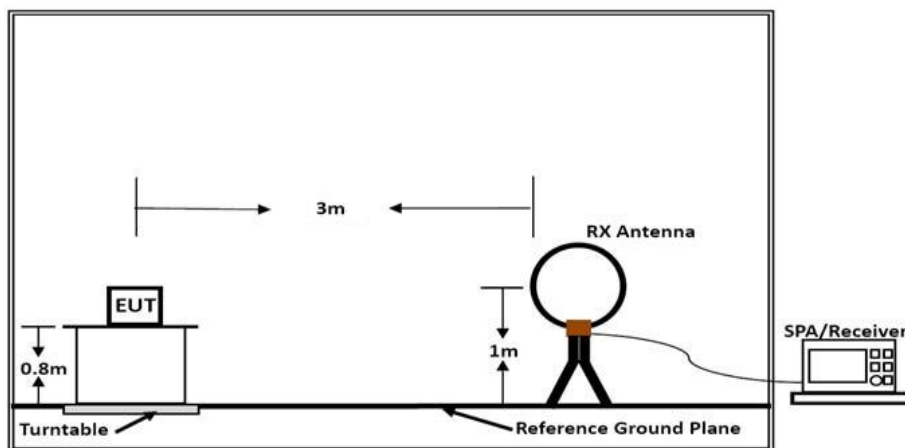 3m
RX Antenna
EUT
SPA/Receiver
0.8m
1m
Turntable
Reference Ground Plane